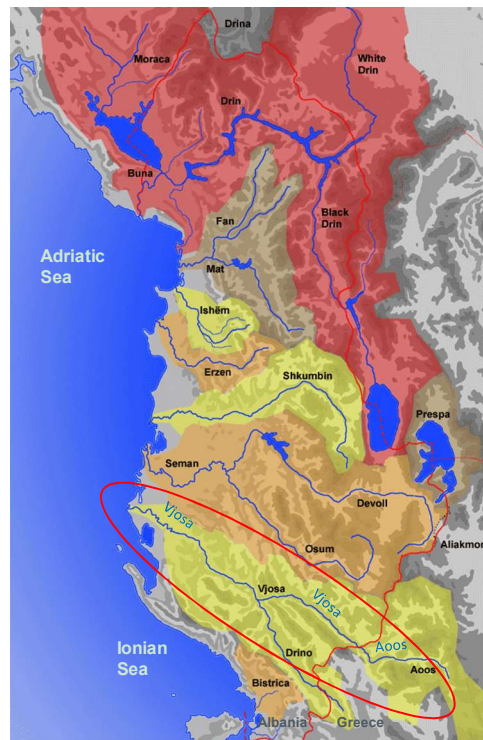 Drina
Moraca
White
Drin
Drin
Buna
Black
Drin
Fan
Adriatic
Sea
Mat
Ishëm
Erzen
Shkumbin
Prespa
Seman
Devoll
Vjosa
Osum
Aliakmon
Vjosa
Vjosa
Ionian
Sea
Drino
Aoos
Aoos
Bistrica
Albania
Greece